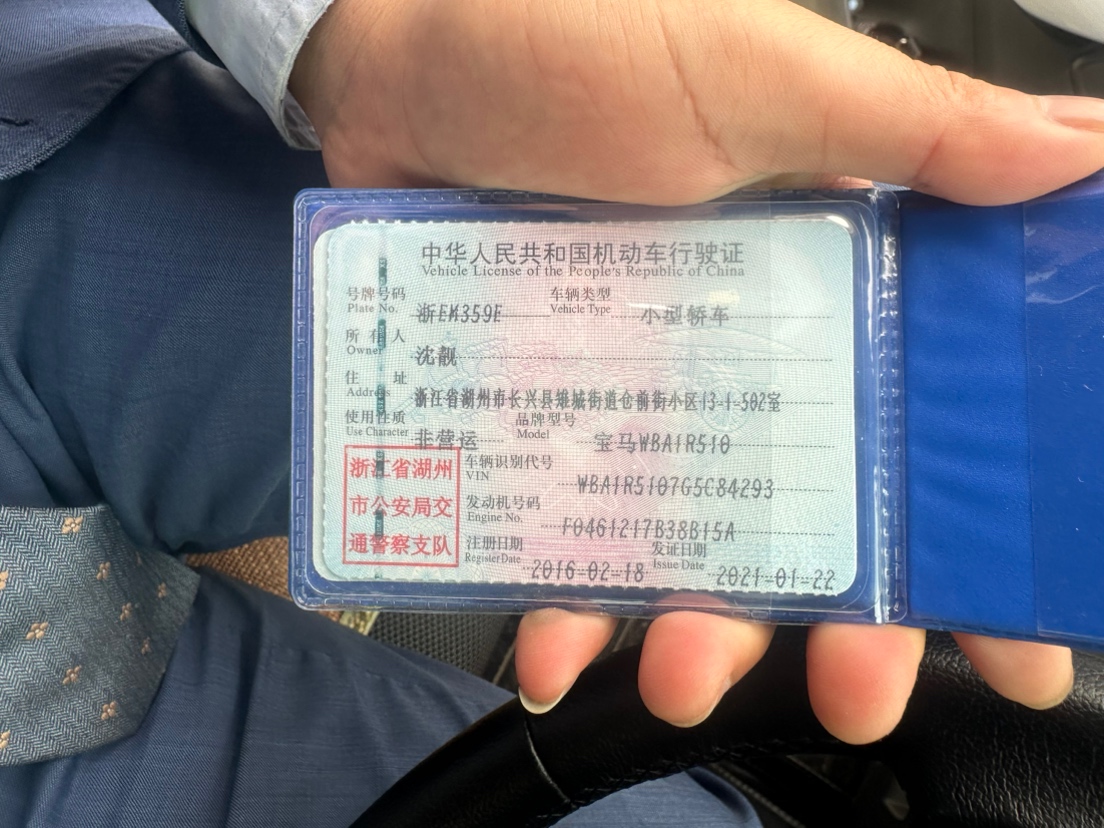 中华人民共和国机动车行驶证
Vehicle License of the People's Republic of China
号牌号码 浙EM359E 车辆类型 小型轿车
Plate No. Vehicle Type
所有人 沈靓
Owner
住址 浙江省湖州市长兴县雉城街道仓前街小区13-1-502室
Address
使用性质 非营运 品牌型号 宝马WBA1R510
Use Character Model
浙江省湖州
市公安局交
通警察支队
车辆识别代号 WBA1R5107G5C84293
VIN
发动机号码 F0461217B38B15A
Engine No.
注册日期 2016-02-18 发证日期 2021-01-22
Register Date Issue Date